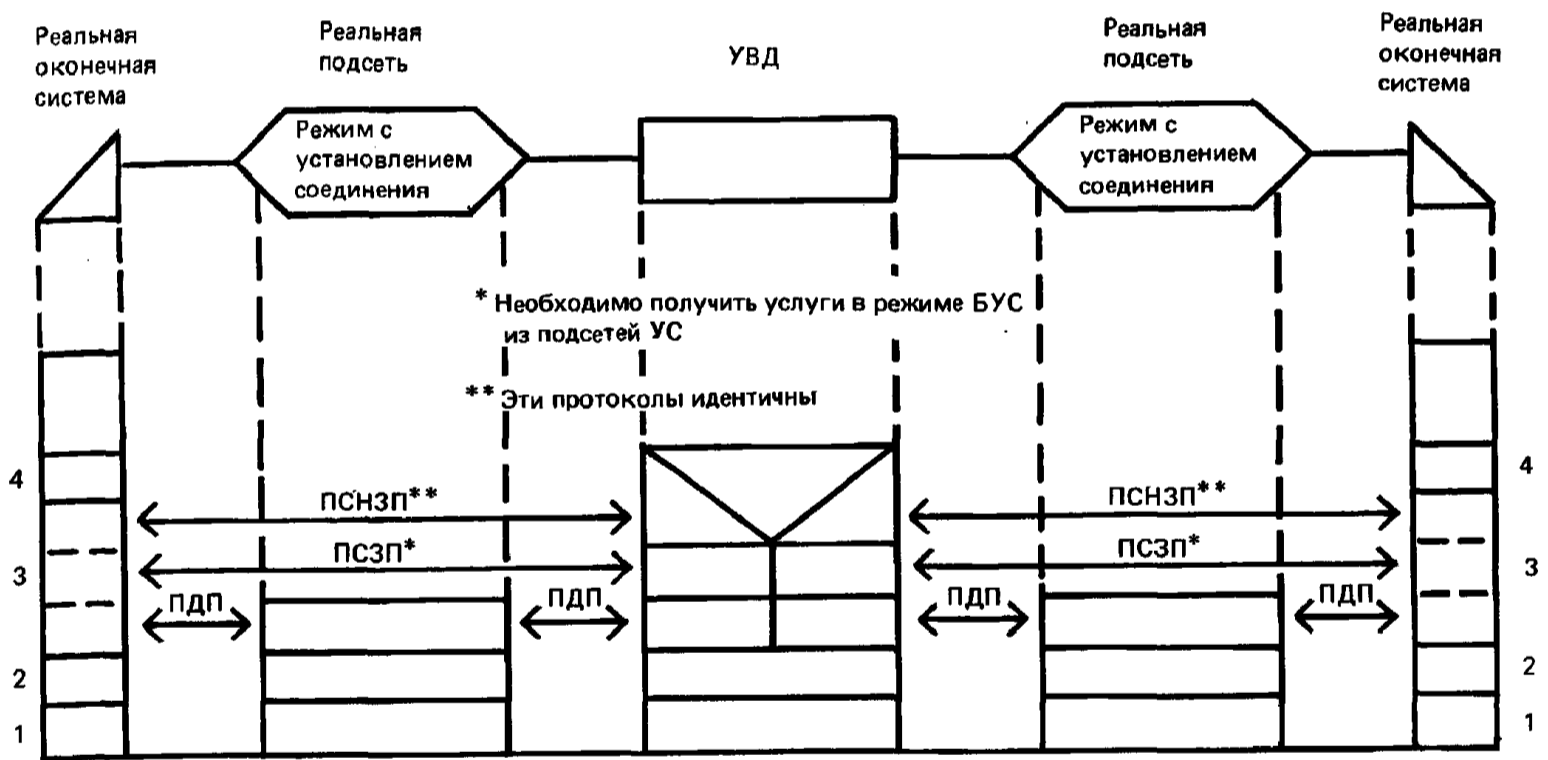 Реальная
оконечная
система
Реальная
подсеть
УВД
Реальная
подсеть
Реальная
оконечная
система
Режим с
установлением
соединения
Режим с
установлением
соединения
* Необходимо получить услуги в режиме БУС
из подсетей УС
** Эти протоколы идентичны
4
ПСНЗП**
ПСНЗП**
4
3
ПСЗП*
ПСЗП*
3
ПДП
ПДП
ПДП
ПДП
2
2
1
1